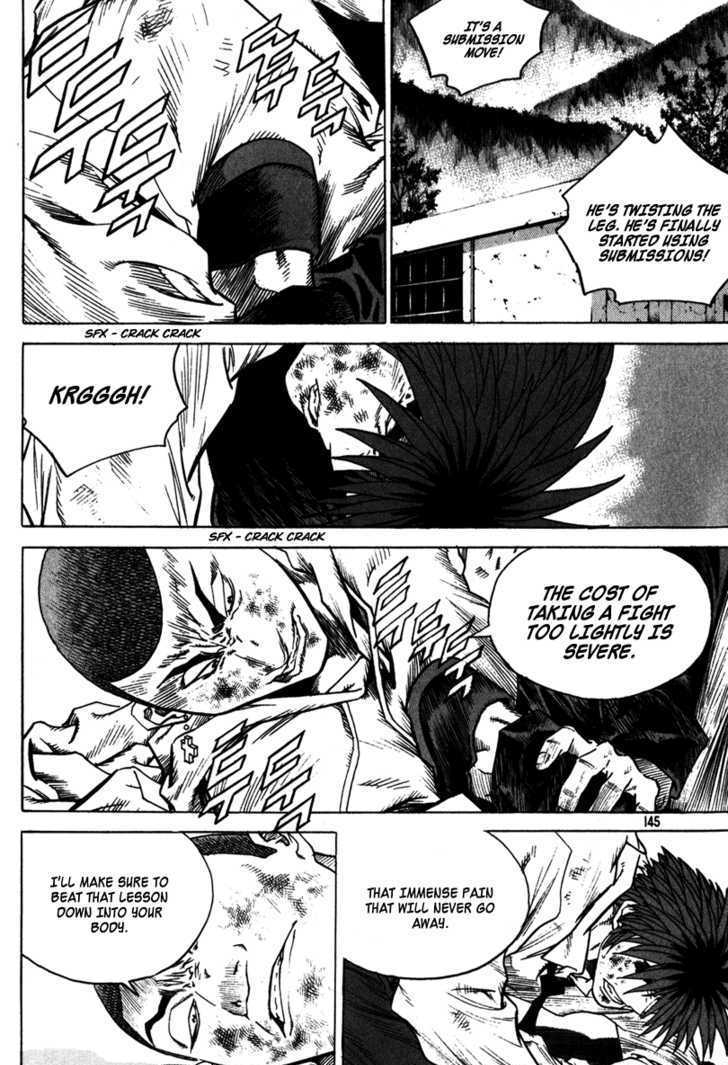 IT'S A
SUBMISSION
MOVE!
HE'S TWISTING THE
LEG. HE'S FINALLY
STARTED USING
SUBMISSIONS!
SFX - CRACK CRACK
KRGGGH!
SFX - CRACK CRACK
THE COST OF
TAKING A FIGHT
TOO LIGHTLY IS
SEVERE.
145
THAT IMMENSE PAIN
THAT WILL NEVER GO
AWAY.
I'LL MAKE SURE TO
BEAT THAT LESSON
DOWN INTO YOUR
BODY.